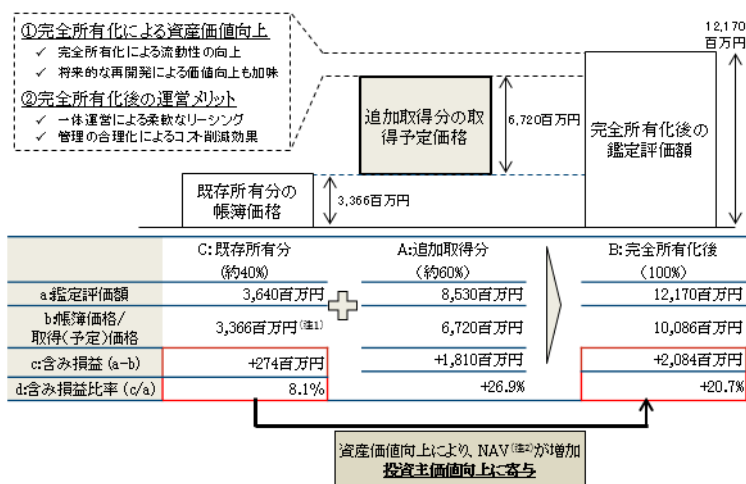 ①完全所有化による資産価値向上
✓ 完全所有化による流動性の向上
✓ 将来的な再開発による価値向上も加味
②完全所有化後の運営メリット
✓ 一体運営による柔軟なリーシング
✓ 管理の合理化によるコスト削減効果
既存所有分の
帳簿価格
3,366百万円
追加取得分の取
得予定価格
6,720百万円
完全所有化後の
鑑定評価額
12,170
百万円
C:既存所有分
(約40%)
A:追加取得分
(約60%)
B:完全所有化後
(100%)
a:鑑定評価額 3,640百万円 8,530百万円 12,170百万円
b:帳簿価格/
取得(予定)価格
3,366百万円(注1) 6,720百万円 10,086百万円
c:含み損益 (a-b) +274百万円 +1,810百万円 +2,084百万円
d:含み損益比率 (c/a) 8.1% +26.9% +20.7%
資産価値向上により、NAV(注2)が増加
投資主価値向上に寄与